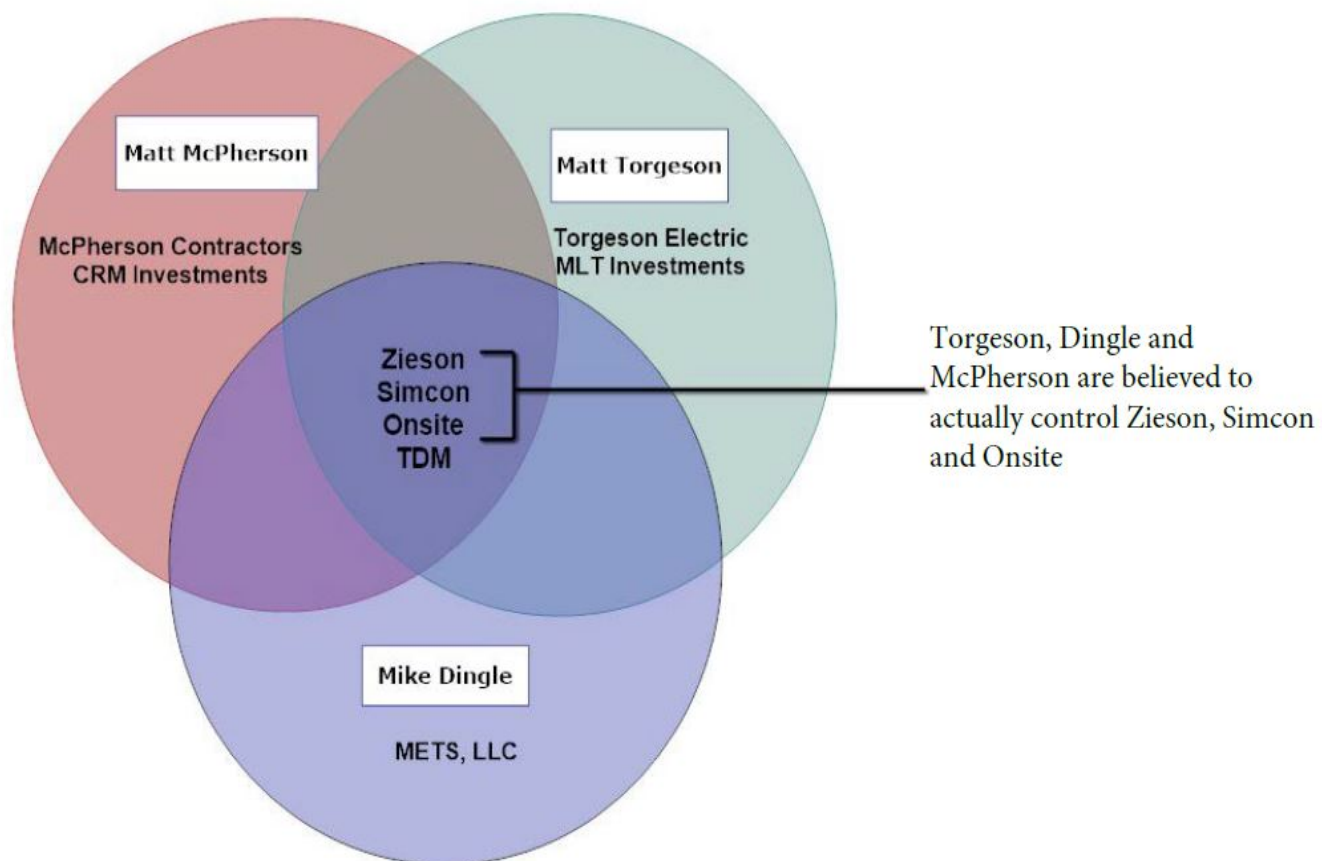 Matt McPherson
McPherson Contractors
CRM Investments
Matt Torgeson
Torgeson Electric
MLT Investments
Zieson
Simcon
Onsite
TDM
Torgeson, Dingle and
McPherson are believed to
actually control Zieson, Simcon
and Onsite
Mike Dingle
METS, LLC